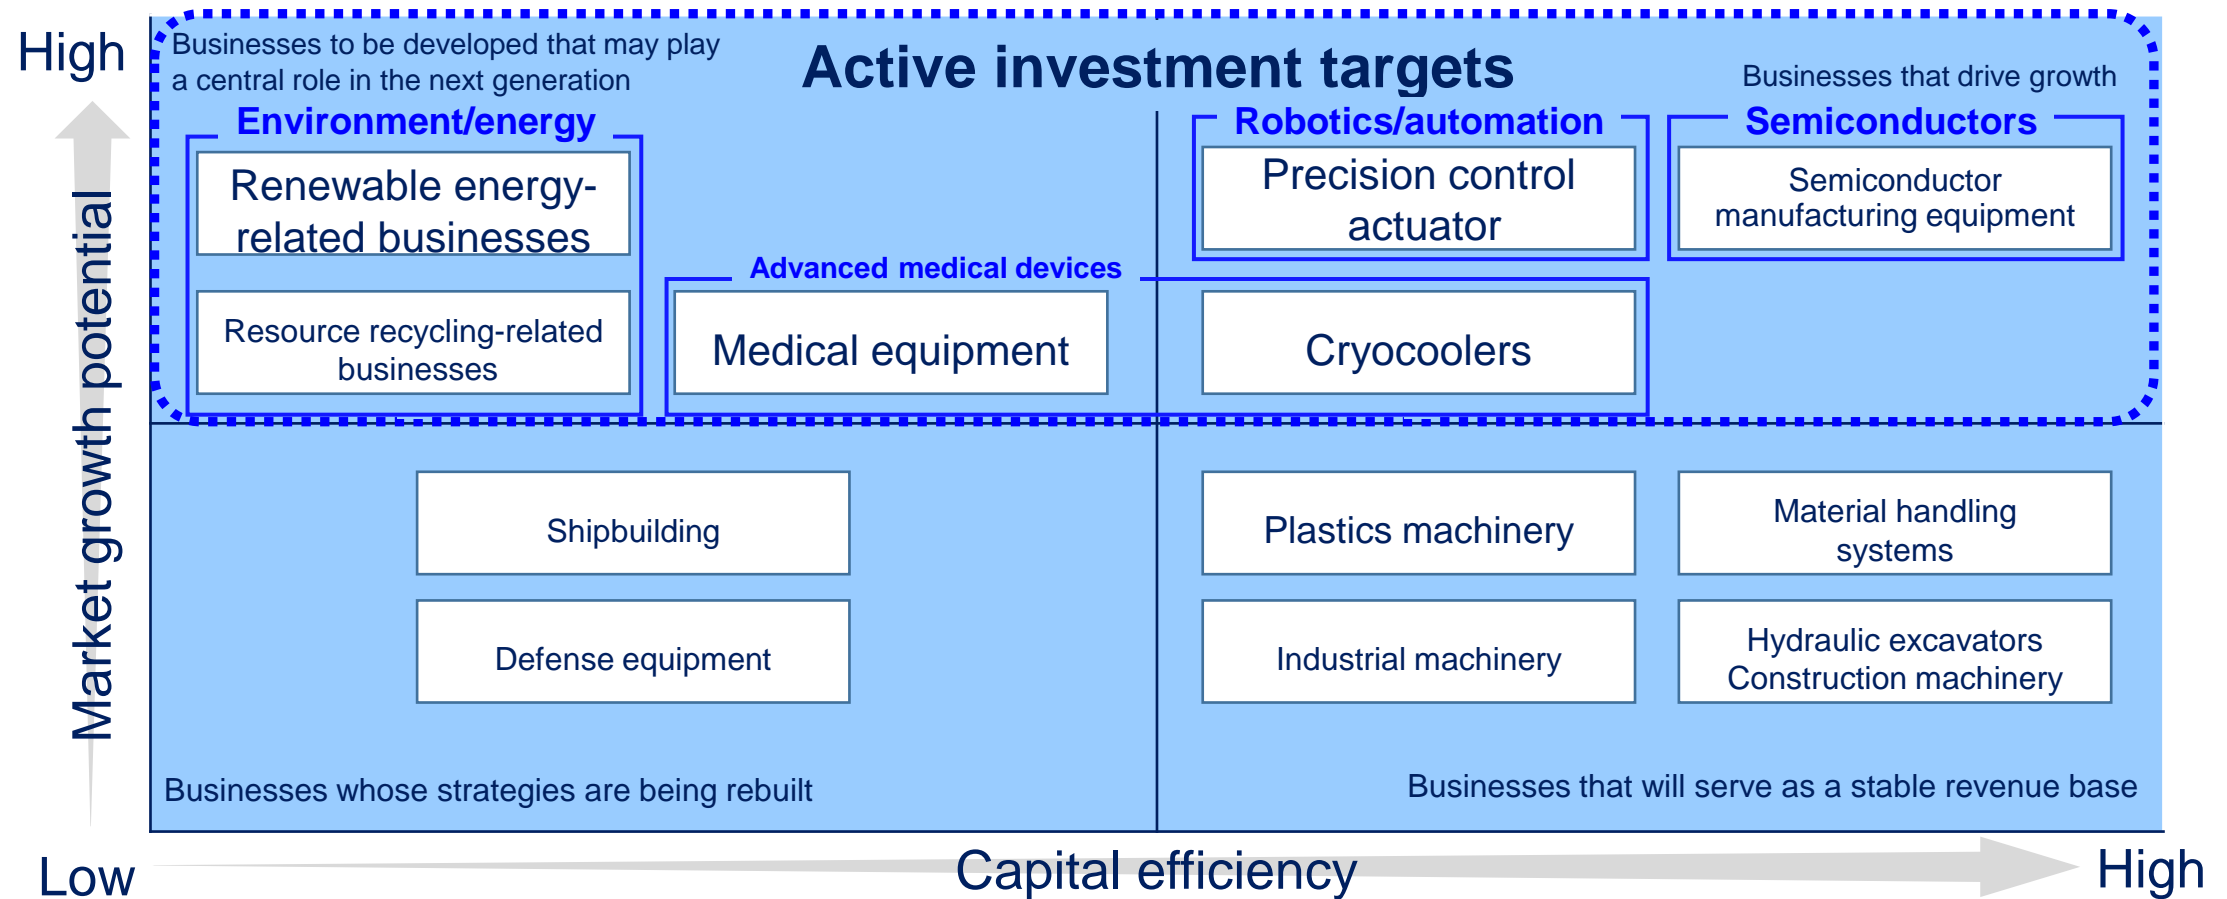 High
Businesses to be developed that may play
a central role in the next generation
Active investment targets
Businesses that drive growth
Environment/energy
Robotics/automation
Semiconductors
Renewable energy-
related businesses
Precision control
actuator
Semiconductor
manufacturing equipment
Advanced medical devices
Resource recycling-related
businesses
Medical equipment
Cryocoolers
Market growth potential
Shipbuilding
Plastics machinery
Material handling
systems
Defense equipment
Industrial machinery
Hydraulic excavators
Construction machinery
Businesses whose strategies are being rebuilt
Businesses that will serve as a stable revenue base
Low
Capital efficiency
High